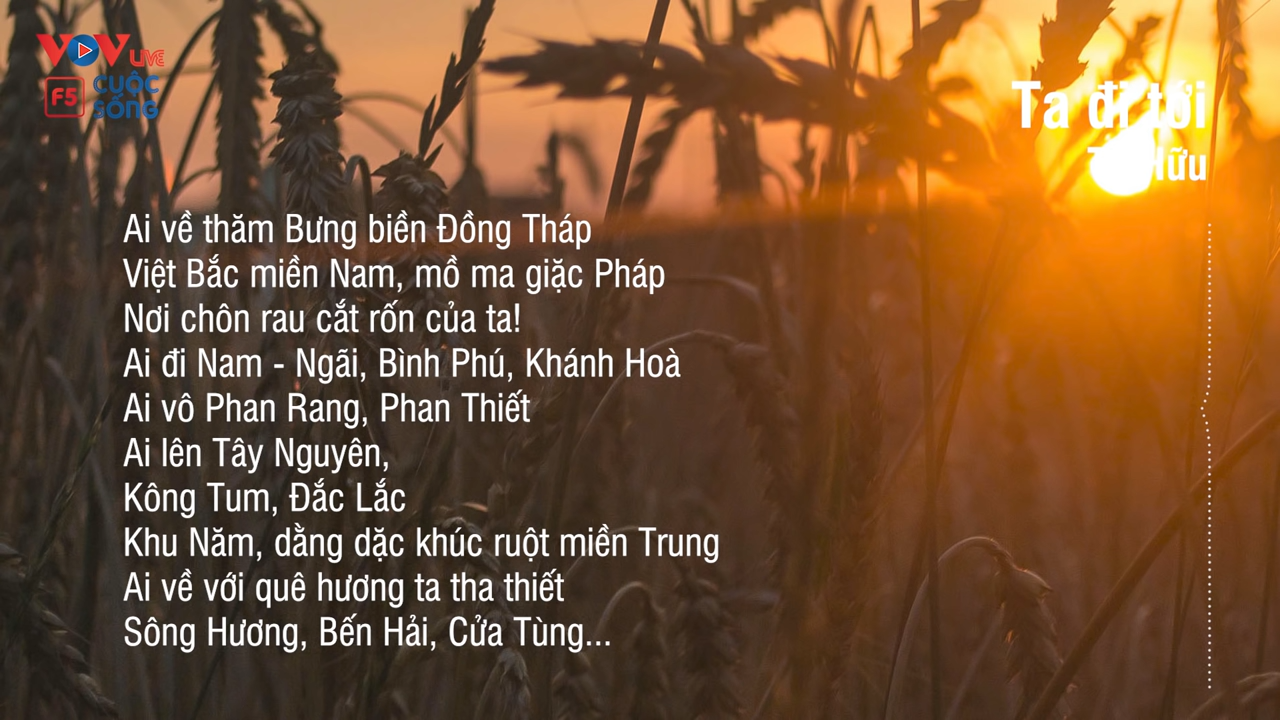 VOV LIVE
F5 CUỘC SỐNG
Ta đi tới
Hữu
Ai về thăm Bưng biền Đồng Tháp
Việt Bắc miền Nam, mồ ma giặc Pháp
Nơi chôn rau cắt rốn của ta!
Ai đi Nam - Ngãi, Bình Phú, Khánh Hoà
Ai vô Phan Rang, Phan Thiết
Ai lên Tây Nguyên,
Kông Tum, Đắc Lắc
Khu Năm, dằng dặc khúc ruột miền Trung
Ai về với quê hương ta tha thiết
Sông Hương, Bến Hải, Cửa Tùng...